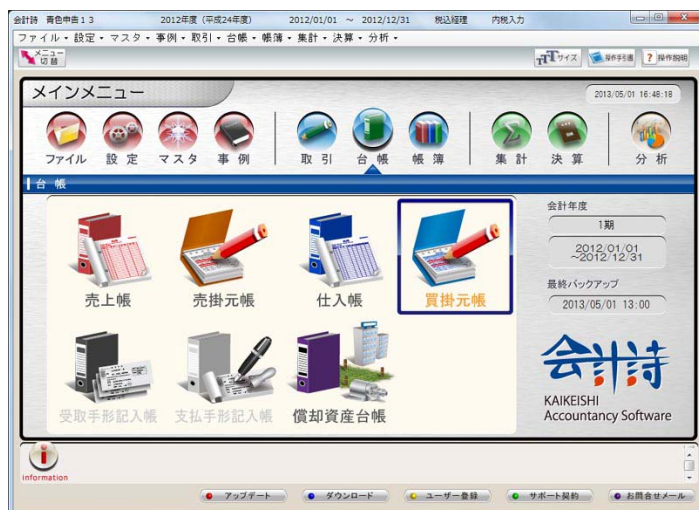 会計詩 青色申告13 2012年度（平成24年度） 2012/01/01 ～ 2012/12/31 税込経理 内税入力
ファイル・設定・マスタ・事例・取引・台帳・帳簿・集計・決算・分析・
メニュー
切替
サイズ 操作手引書 操作説明
メインメニュー
2013/05/01 16:48:18
ファイル 設定 マスタ 事例 取引 台帳 帳簿 集計 決算 分析
台帳
会計年度
1期
2012/01/01
～2012/12/31
最終バックアップ
2013/05/01 13:00
売上帳 売掛元帳 仕入帳 買掛元帳
受取手形記入帳 支払手形記入帳 償却資産台帳
会計詩
KAIKEISHI
Accountancy Software
information
アップデート ダウンロード ユーザー登録 サポート契約 お問合せメール